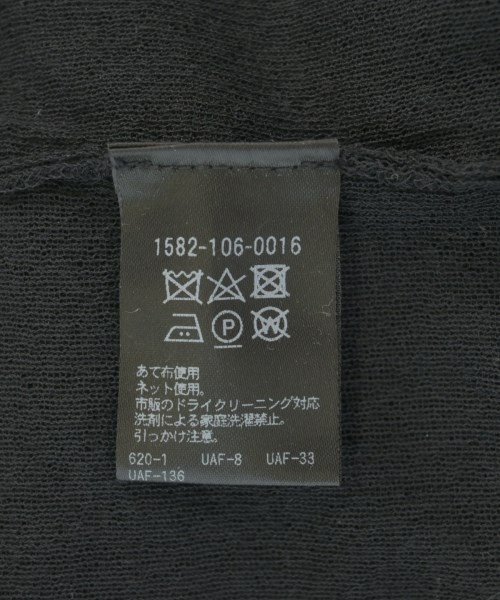 1582-106-0016
P W
あて布使用
ネット使用。
市販のドライクリーニング対応
洗剤による家庭洗濯禁止。
引っかけ注意。
620-1 UAF-8 UAF-33
UAF-136